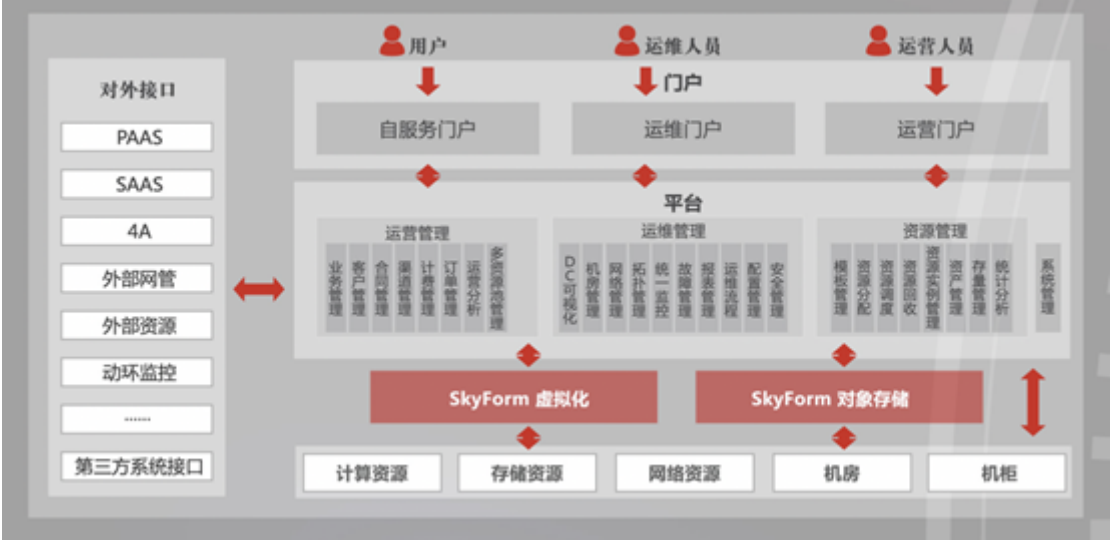 用户
运维人员
运营人员
对外接口
PAAS
SAAS
4A
外部网管
外部资源
动环监控
......
第三方系统接口
门户
自服务门户
运维门户
运营门户
平台
运营管理
业务管理
客户管理
合同管理
渠道管理
计费管理
订单管理
运营分析
多资源池管理
运维管理
DC可视化
机房管理
网络管理
拓扑管理
统一监控
故障管理
报表管理
运维流程
配置管理
安全管理
资源管理
模板管理
资源分配
资源调度
资源回收
资源实例管理
资产管理
存量管理
统计分析
系统管理
SkyForm 虚拟化
SkyForm 对象存储
计算资源
存储资源
网络资源
机房
机柜